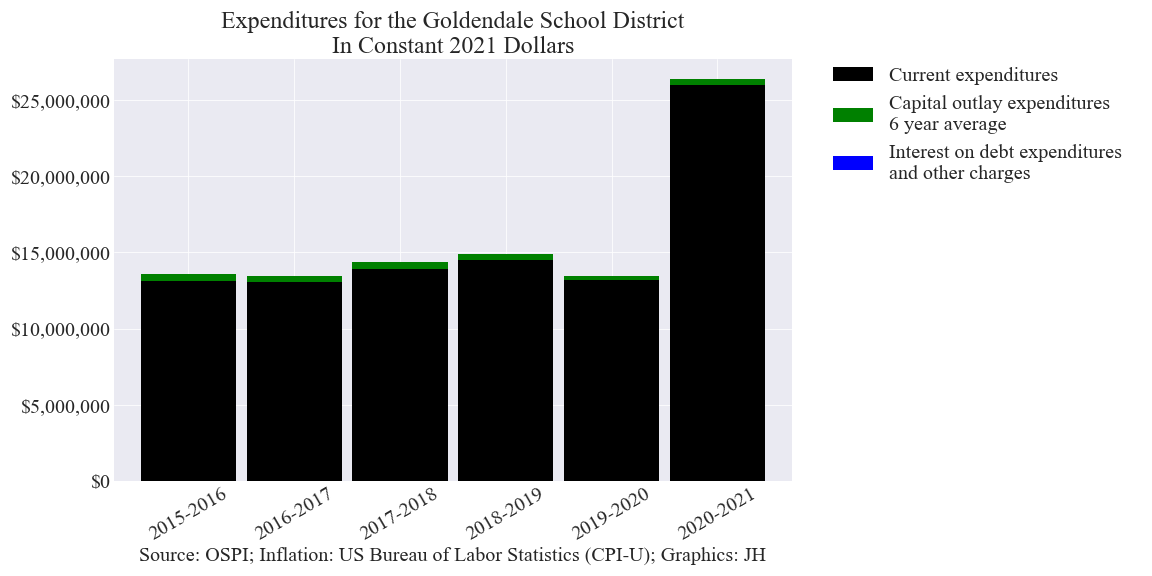 Expenditures for the Goldendale School District
In Constant 2021 Dollars
$25,000,000
$20,000,000
$15,000,000
$10,000,000
$5,000,000
$0
2015-2016
2016-2017
2017-2018
2018-2019
2019-2020
2020-2021
Source: OSPI; Inflation: US Bureau of Labor Statistics (CPI-U); Graphics: JH
Current expenditures
Capital outlay expenditures
6 year average
Interest on debt expenditures
and other charges